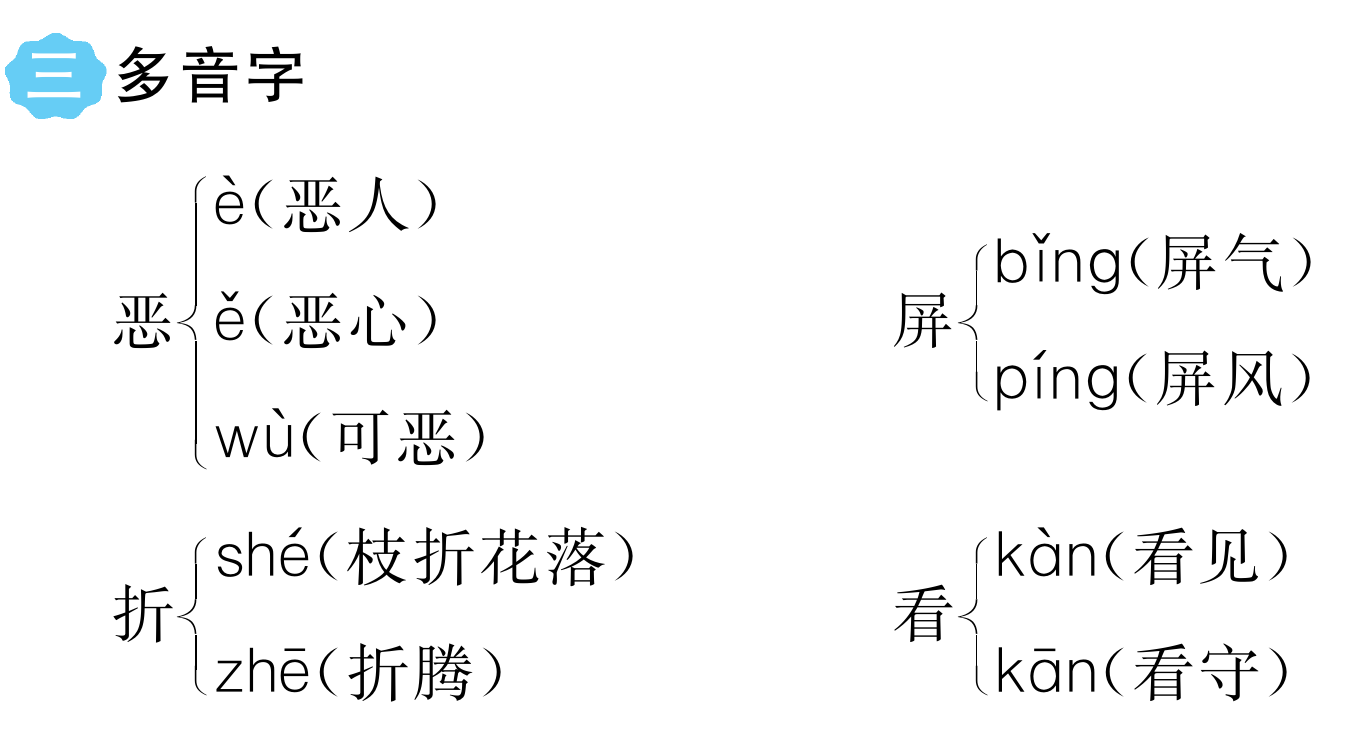 三 多音字
恶
è(恶人)
ě(恶心)
wù(可恶)
屏
bǐng(屏气)
píng(屏风)
折
shé(枝折花落)
zhē(折腾)
看
kàn(看见)
kān(看守)